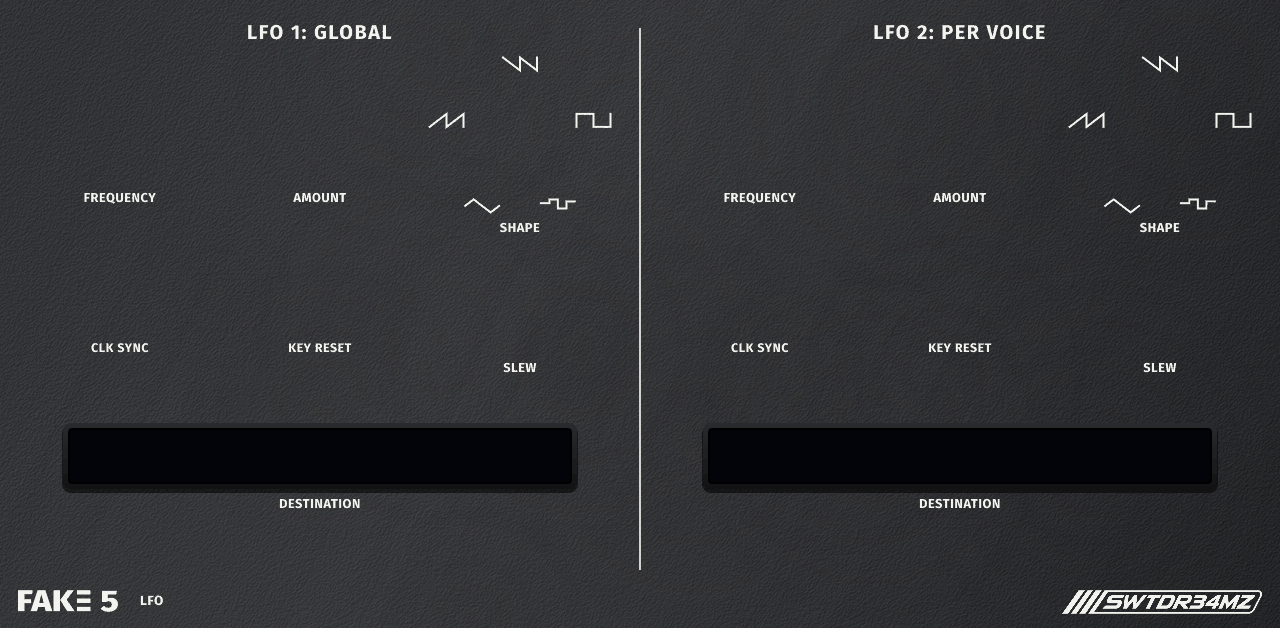 LFO 1: GLOBAL
FREQUENCY
AMOUNT
SHAPE
CLK SYNC
KEY RESET
SLEW
DESTINATION
LFO 2: PER VOICE
FREQUENCY
AMOUNT
SHAPE
CLK SYNC
KEY RESET
SLEW
DESTINATION
FAKE 5 LFO
SWTDR34MZ